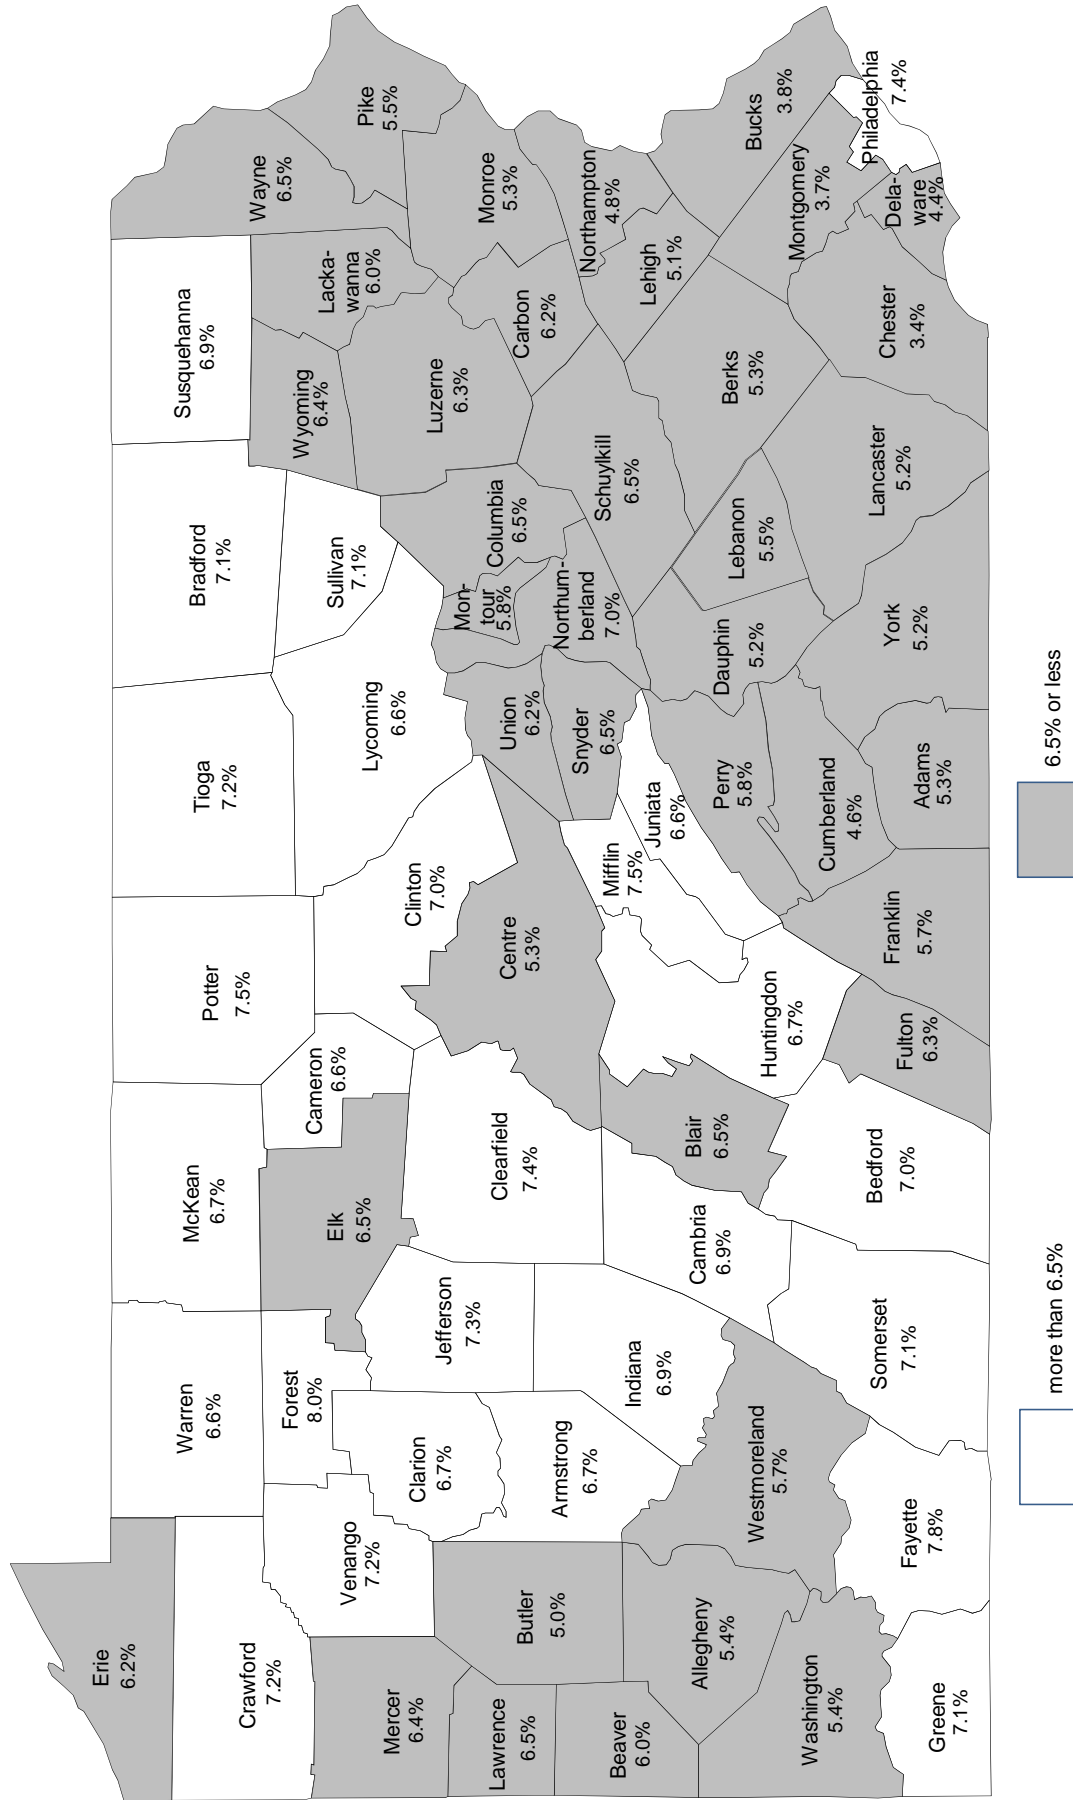 Erie
6.2%
Crawford
7.2%
Warren
6.6%
McKean
6.7%
Potter
7.5%
Tioga
7.2%
Bradford
7.1%
Susquehanna
6.9%
Wayne
6.5%
Mercer
6.4%
Venango
7.2%
Forest
8.0%
Elk
6.5%
Cameron
6.6%
Clinton
7.0%
Lycoming
6.6%
Sullivan
7.1%
Wyoming
6.4%
Lacka-
wanna
6.0%
Pike
5.5%
Lawrence
6.5%
Butler
5.0%
Clarion
6.7%
Jefferson
7.3%
Clearfield
7.4%
Centre
5.3%
Union
6.2%
Mon-
tour
5.8%
Columbia
6.5%
Luzerne
6.3%
Monroe
5.3%
Carbon
6.2%
Beaver
6.0%
Armstrong
6.7%
Indiana
6.9%
Cambria
6.9%
Blair
6.5%
Huntingdon
6.7%
Mifflin
7.5%
Juniata
6.6%
Snyder
6.5%
Northum-
berland
7.0%
Schuylkill
6.5%
Northampton
4.8%
Lehigh
5.1%
Allegheny
5.4%
Westmoreland
5.7%
Perry
5.8%
Dauphin
5.2%
Lebanon
5.5%
Berks
5.3%
Bucks
3.8%
Montgomery
3.7%
Philadelphia
7.4%
Washington
5.4%
Greene
7.1%
Fayette
7.8%
Somerset
7.1%
Bedford
7.0%
Fulton
6.3%
Franklin
5.7%
Cumberland
4.6%
Adams
5.3%
York
5.2%
Lancaster
5.2%
Chester
3.4%
Dela-
ware
4.4%
more than 6.5%
6.5% or less